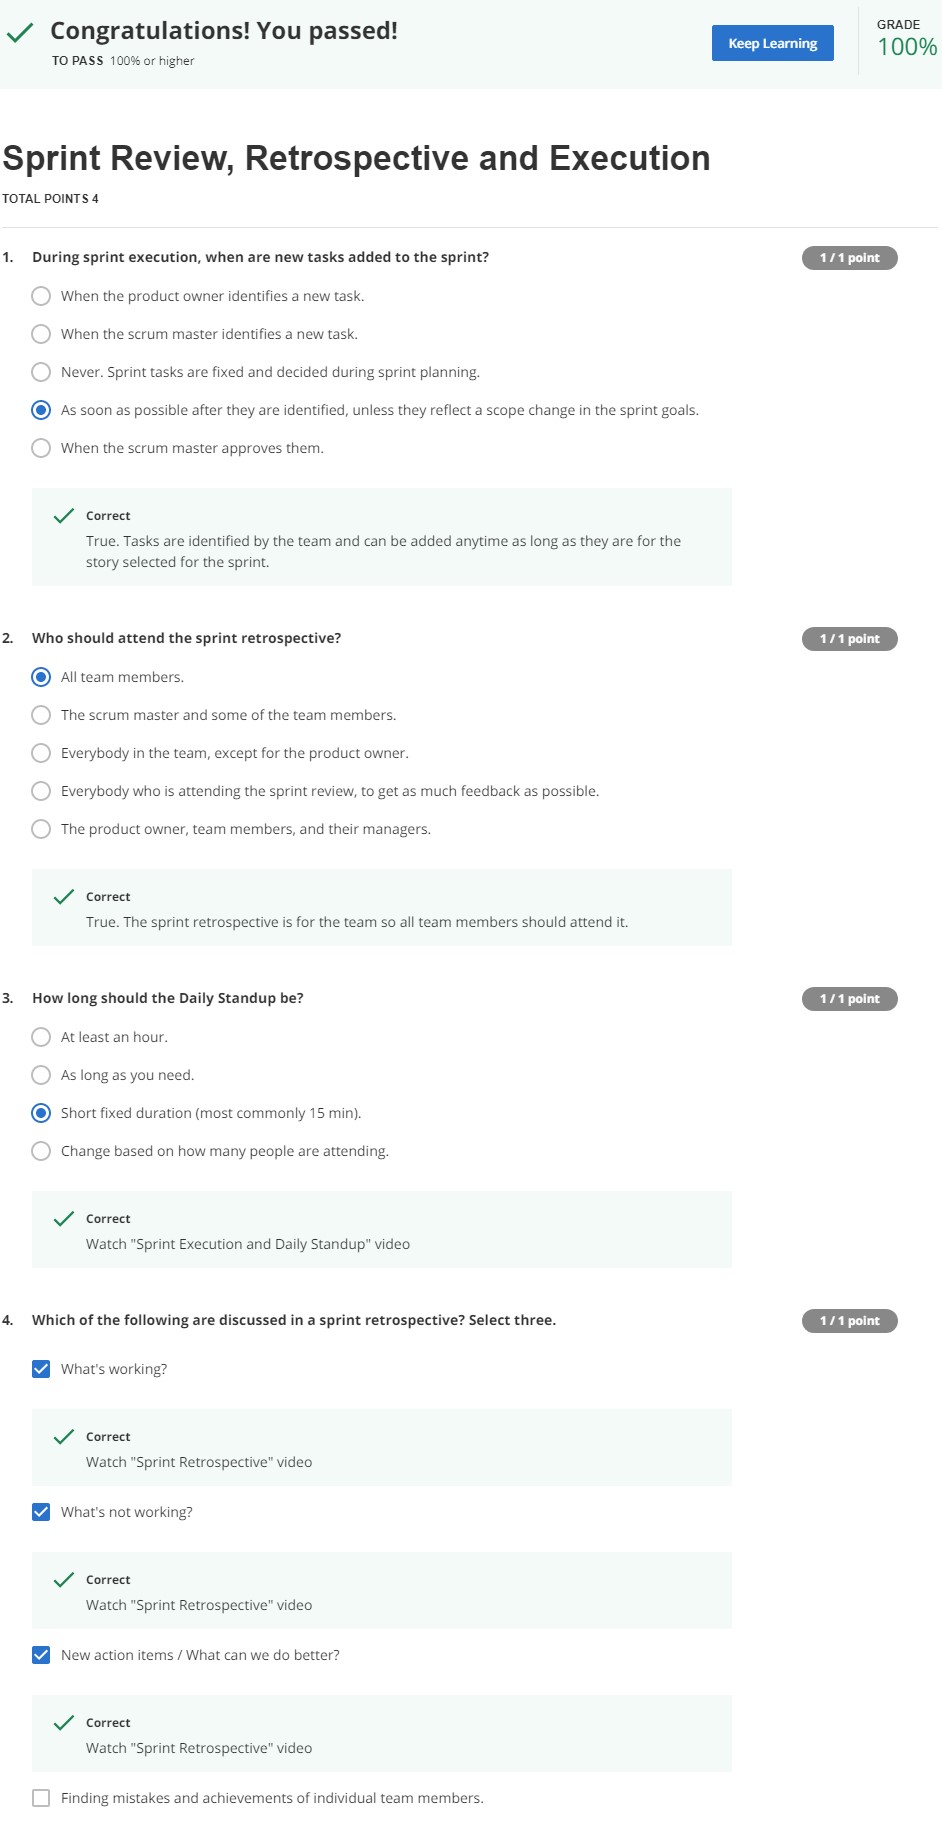 Congratulations! You passed!
TO PASS 100% or higher
Keep Learning
GRADE
100%
Sprint Review, Retrospective and Execution
TOTAL POINTS 4
1. During sprint execution, when are new tasks added to the sprint?
1 / 1 point
When the product owner identifies a new task.
When the scrum master identifies a new task.
Never. Sprint tasks are fixed and decided during sprint planning.
As soon as possible after they are identified, unless they reflect a scope change in the sprint goals.
When the scrum master approves them.
Correct
True. Tasks are identified by the team and can be added anytime as long as they are for the
story selected for the sprint.
2. Who should attend the sprint retrospective?
1 / 1 point
All team members.
The scrum master and some of the team members.
Everybody in the team, except for the product owner.
Everybody who is attending the sprint review, to get as much feedback as possible.
The product owner, team members, and their managers.
Correct
True. The sprint retrospective is for the team so all team members should attend it.
3. How long should the Daily Standup be?
1 / 1 point
At least an hour.
As long as you need.
Short fixed duration (most commonly 15 min).
Change based on how many people are attending.
Correct
Watch "Sprint Execution and Daily Standup" video
4. Which of the following are discussed in a sprint retrospective? Select three.
1 / 1 point
What's working?
Correct
Watch "Sprint Retrospective" video
What's not working?
Correct
Watch "Sprint Retrospective" video
New action items / What can we do better?
Correct
Watch "Sprint Retrospective" video
Finding mistakes and achievements of individual team members.